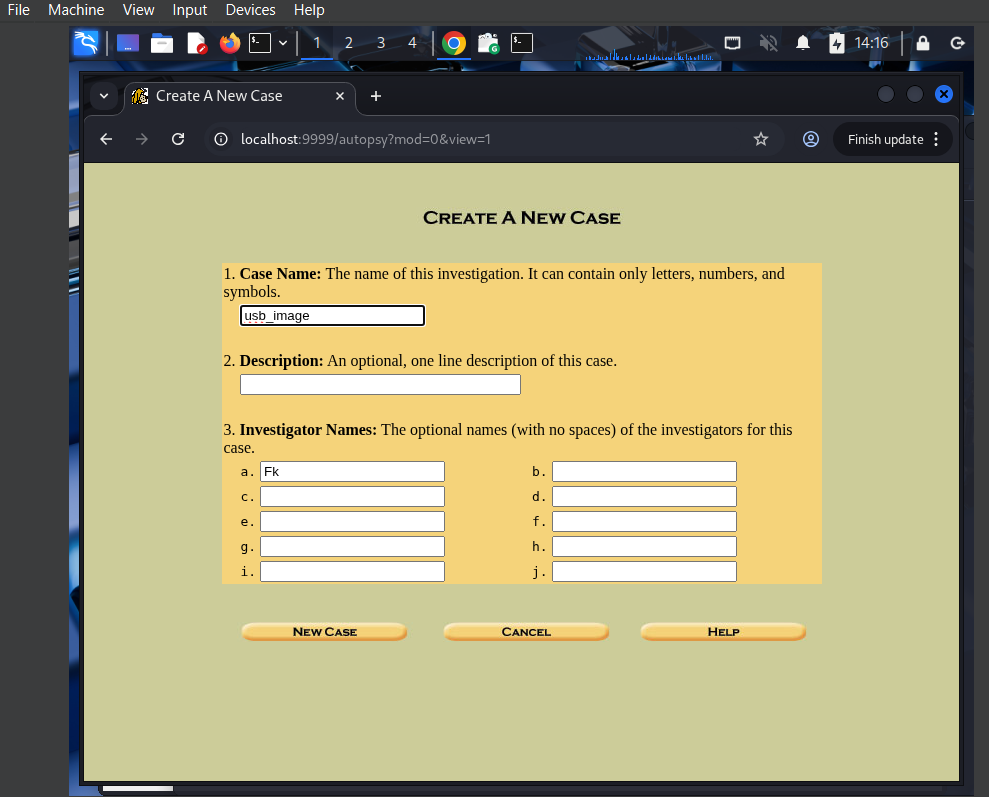 File Machine View Input Devices Help
1 2 3 4 14:16
Create A New Case
localhost:9999/autopsy?mod=0&view=1 Finish update
CREATE A NEW CASE
1. Case Name: The name of this investigation. It can contain only letters, numbers, and
symbols.
usb_image
2. Description: An optional, one line description of this case.
3. Investigator Names: The optional names (with no spaces) of the investigators for this
case.
a. Fk b.
c. d.
e. f.
g. h.
i. j.
NEW CASE CANCEL HELP